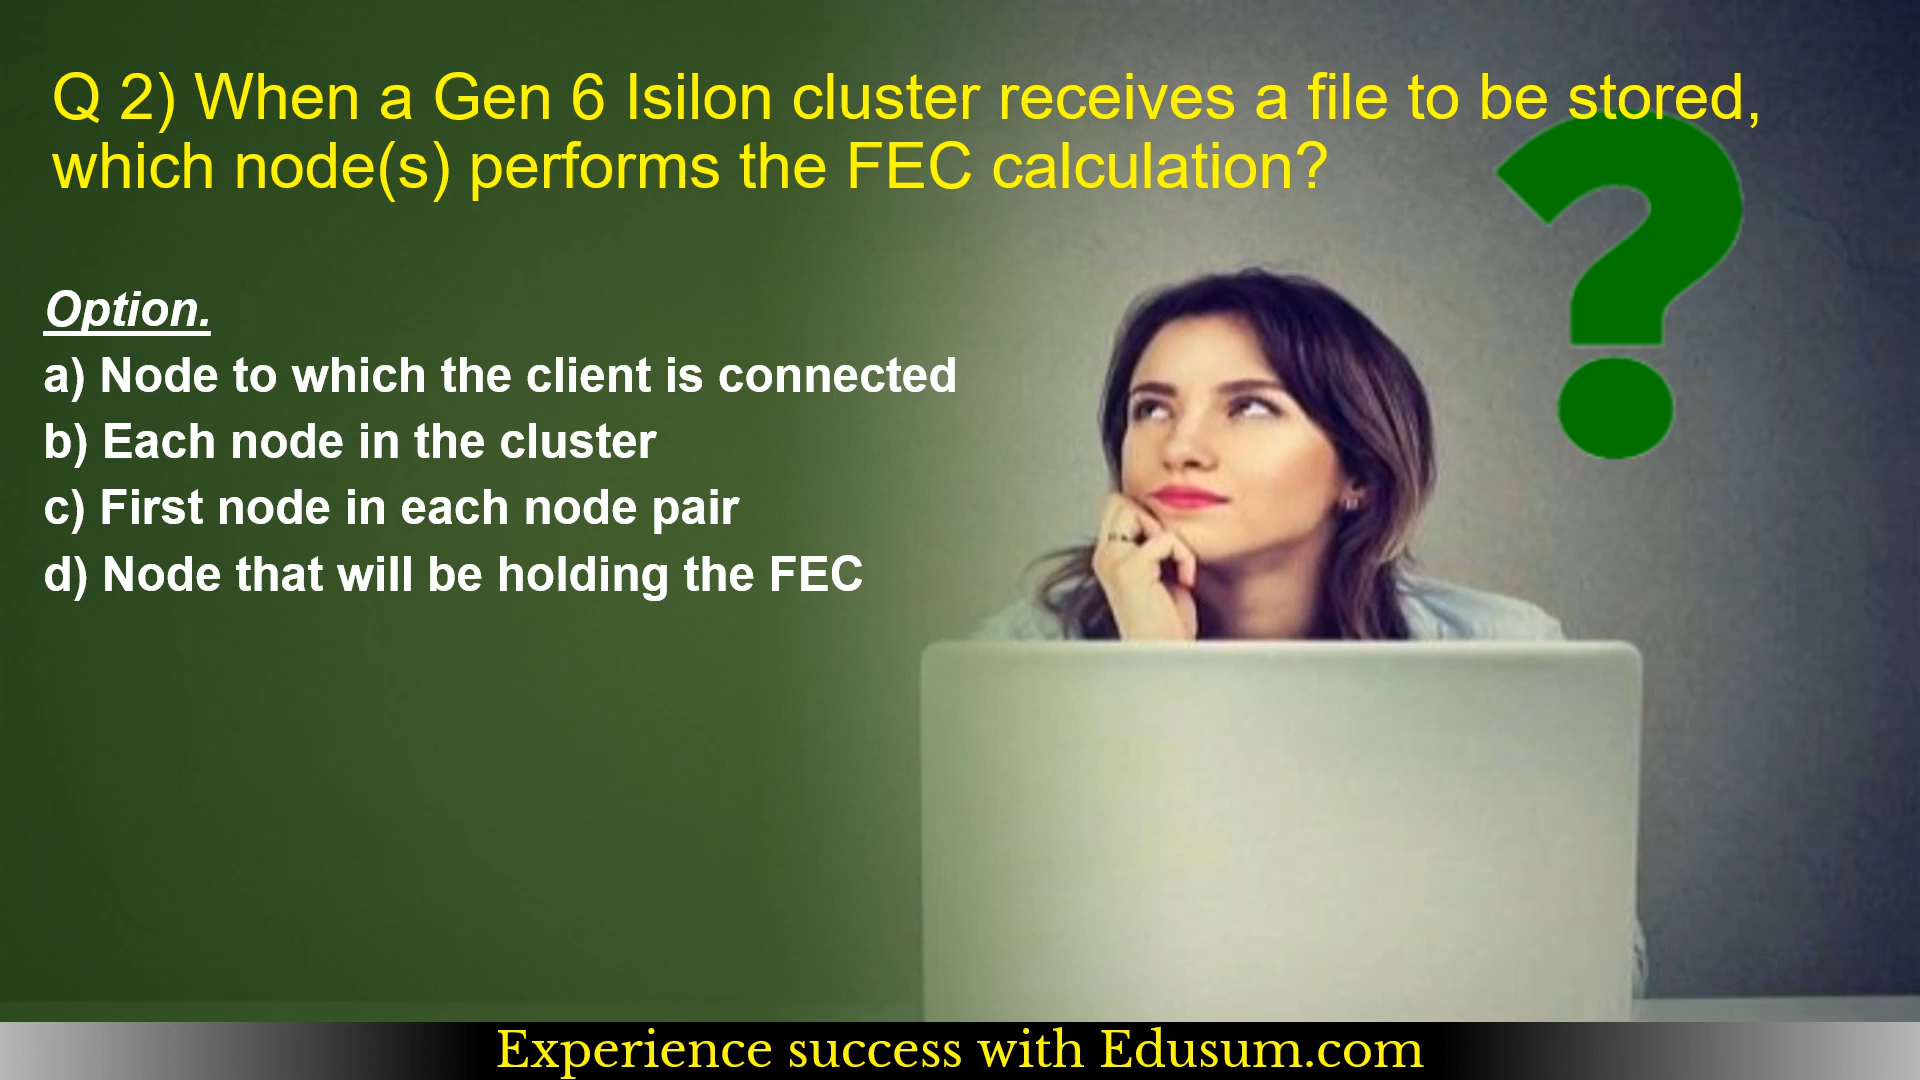 Q 2) When a Gen 6 Isilon cluster receives a file to be stored,
which node(s) performs the FEC calculation?
Option.
a) Node to which the client is connected
b) Each node in the cluster
c) First node in each node pair
d) Node that will be holding the FEC
Experience success with Edusum.com